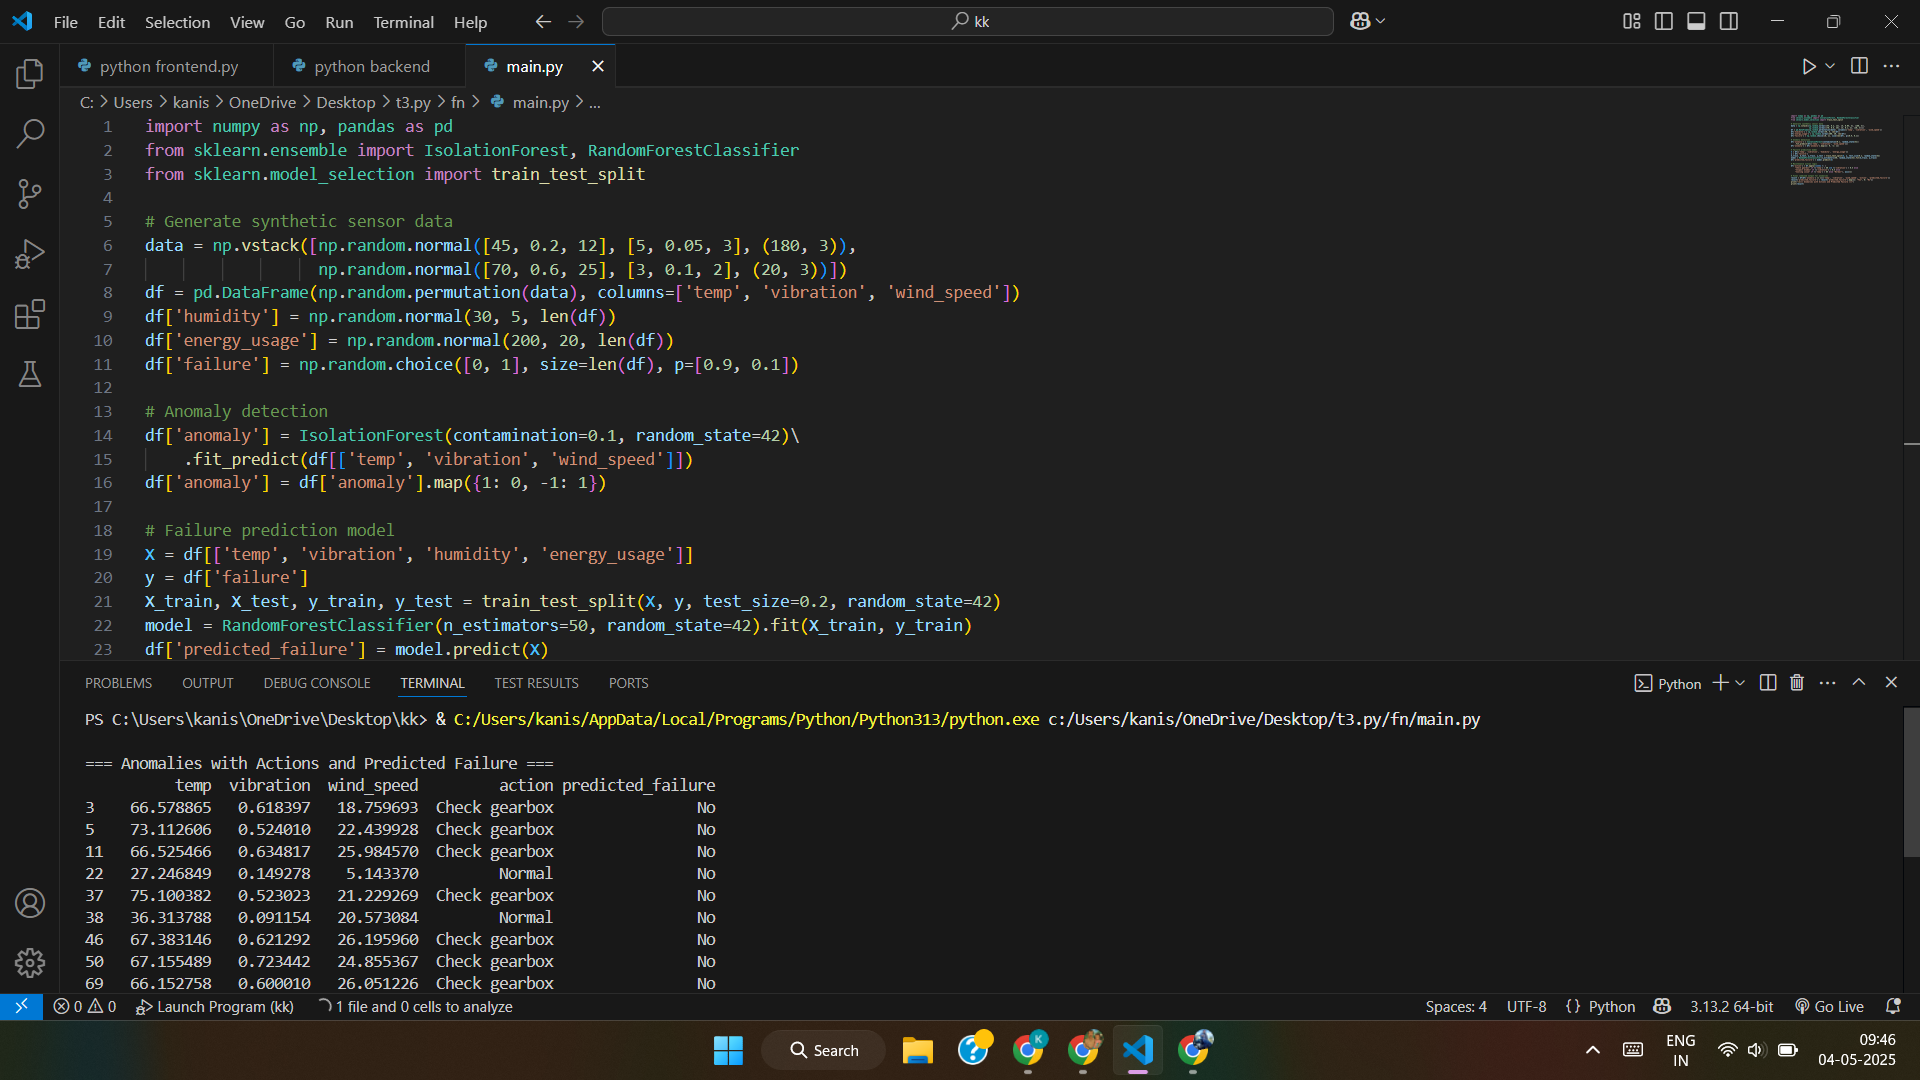 File Edit Selection View Go Run Terminal Help
kk
python frontend.py
python backend
main.py
C: > Users > kanis > OneDrive > Desktop > t3.py > fn > main.py > ...
1 import numpy as np, pandas as pd
2 from sklearn.ensemble import IsolationForest, RandomForestClassifier
3 from sklearn.model_selection import train_test_split
4
5 # Generate synthetic sensor data
6 data = np.vstack([np.random.normal([45, 0.2, 12], [5, 0.05, 3], (180, 3)),
7 np.random.normal([70, 0.6, 25], [3, 0.1, 2], (20, 3))])
8 df = pd.DataFrame(np.random.permutation(data), columns=['temp', 'vibration', 'wind_speed'])
9 df['humidity'] = np.random.normal(30, 5, len(df))
10 df['energy_usage'] = np.random.normal(200, 20, len(df))
11 df['failure'] = np.random.choice([0, 1], size=len(df), p=[0.9, 0.1])
12
13 # Anomaly detection
14 df['anomaly'] = IsolationForest(contamination=0.1, random_state=42)\
15 .fit_predict(df[['temp', 'vibration', 'wind_speed']])
16 df['anomaly'] = df['anomaly'].map({1: 0, -1: 1})
17
18 # Failure prediction model
19 X = df[['temp', 'vibration', 'humidity', 'energy_usage']]
20 y = df['failure']
21 X_train, X_test, y_train, y_test = train_test_split(X, y, test_size=0.2, random_state=42)
22 model = RandomForestClassifier(n_estimators=50, random_state=42).fit(X_train, y_train)
23 df['predicted_failure'] = model.predict(X)
PROBLEMS OUTPUT DEBUG CONSOLE TERMINAL TEST RESULTS PORTS
Python
PS C:\Users\kanis\OneDrive\Desktop\kk> & C:/Users/kanis/AppData/Local/Programs/Python/Python313/python.exe c:/Users/kanis/OneDrive/Desktop/t3.py/fn/main.py
=== Anomalies with Actions and Predicted Failure ===
temp vibration wind_speed action predicted_failure
3 66.578865 0.618397 18.759693 Check gearbox No
5 73.112606 0.524010 22.439928 Check gearbox No
11 66.525466 0.634817 25.984570 Check gearbox No
22 27.246849 0.149278 5.143370 Normal No
37 75.100382 0.523023 21.229269 Check gearbox No
38 36.313788 0.091154 20.573084 Normal No
46 67.383146 0.621292 26.195960 Check gearbox No
50 67.155489 0.723442 24.855367 Check gearbox No
69 66.152758 0.600010 26.051226 Check gearbox No
0 0 Launch Program (kk) 1 file and 0 cells to analyze Spaces: 4 UTF-8 {} Python 3.13.2 64-bit Go Live
Search
K
ENG
IN
09:46
04-05-2025